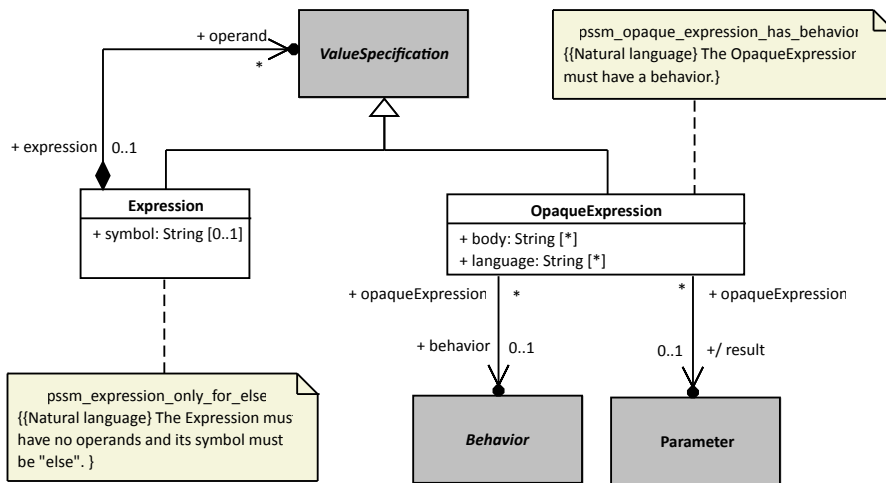 + operand
*
ValueSpecification
pssm_opaque_expression_has_behavior
{{Natural language} The OpaqueExpression
must have a behavior.}
+ expression
0..1
Expression
+ symbol: String [0..1]
OpaqueExpression
+ body: String [*]
+ language: String [*]
+ opaqueExpression
*
*
+ opaqueExpression
+ behavior
0..1
0..1
+/ result
pssm_expression_only_for_else
{{Natural language} The Expression mus
have no operands and its symbol must
be "else". }
Behavior
Parameter